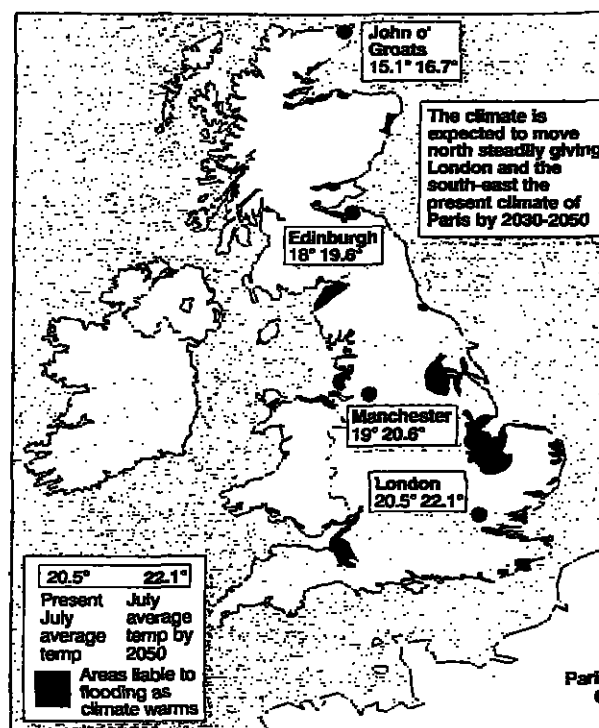 John o'
Groats
15.1° 16.7°
The climate is
expected to move
north steadily giving
London and the
south-east the
present climate of
Paris by 2030-2050
Edinburgh
18° 19.6°
Manchester
19° 20.6°
London
20.5° 22.1°
20.5° 22.1°
Present July
July average
average temp by
temp 2050
Areas liable to
flooding as
climate warms